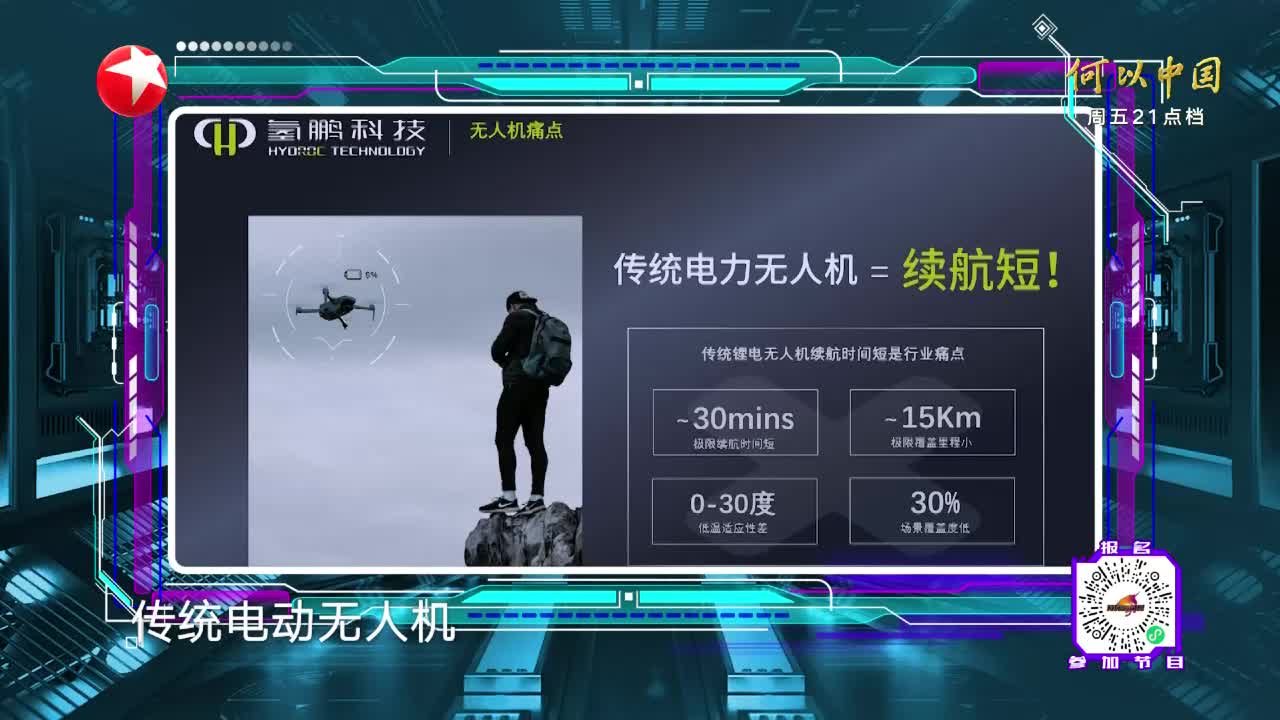 何以中国
周五21点档
氢鹏科技
HYDROC TECHNOLOGY
无人机痛点
5%
传统电力无人机 = 续航短！
传统锂电无人机续航时间短是行业痛点
~30mins
极限续航时间短
~15Km
极限覆盖里程小
0-30度
低温适应性差
30%
场景覆盖度低
传统电动无人机
报名
参加节目